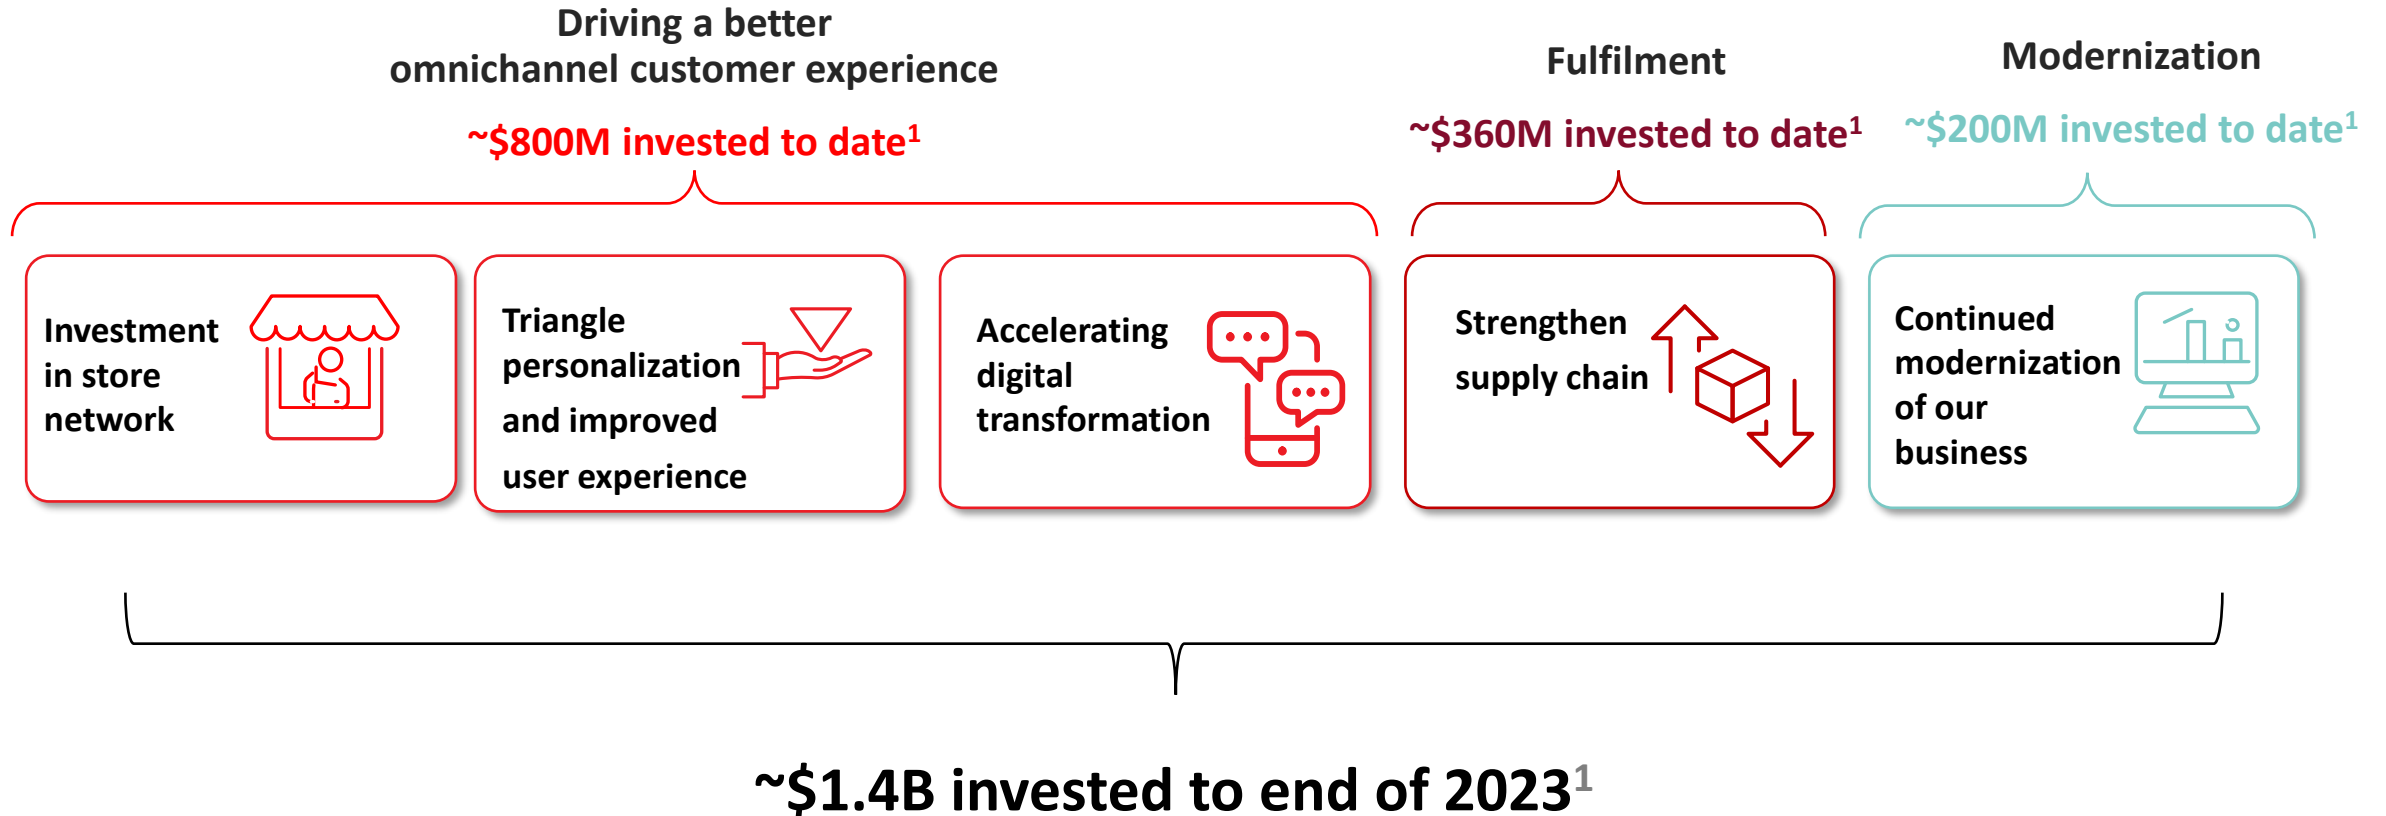 Driving a better
omnichannel customer experience
~$800M invested to date1
Fulfilment
~$360M invested to date1
Modernization
~$200M invested to date1
Investment
in store
network
Triangle
personalization
and improved
user experience
Accelerating
digital
transformation
Strengthen
supply chain
Continued
modernization
of our
business
~$1.4B invested to end of 20231